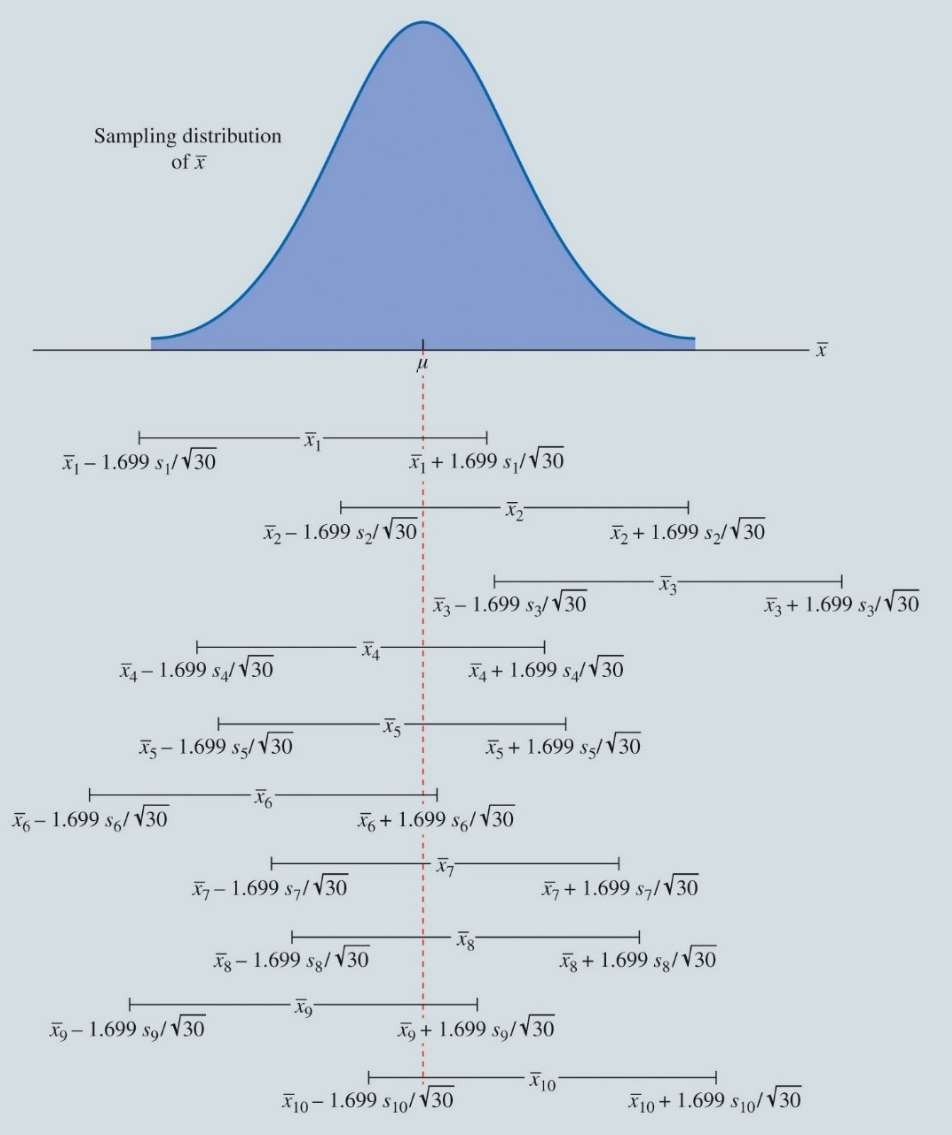 Sampling distribution
of x̅
x̅
μ
x̅₁
x̅₁ – 1.699 s₁/√30 x̅₁ + 1.699 s₁/√30
x̅₂
x̅₂ – 1.699 s₂/√30 x̅₂ + 1.699 s₂/√30
x̅₃
x̅₃ – 1.699 s₃/√30 x̅₃ + 1.699 s₃/√30
x̅₄
x̅₄ – 1.699 s₄/√30 x̅₄ + 1.699 s₄/√30
x̅₅
x̅₅ – 1.699 s₅/√30 x̅₅ + 1.699 s₅/√30
x̅₆
x̅₆ – 1.699 s₆/√30 x̅₆ + 1.699 s₆/√30
x̅₇
x̅₇ – 1.699 s₇/√30 x̅₇ + 1.699 s₇/√30
x̅₈
x̅₈ – 1.699 s₈/√30 x̅₈ + 1.699 s₈/√30
x̅₉
x̅₉ – 1.699 s₉/√30 x̅₉ + 1.699 s₉/√30
x̅₁₀
x̅₁₀ – 1.699 s₁₀/√30 x̅₁₀ + 1.699 s₁₀/√30